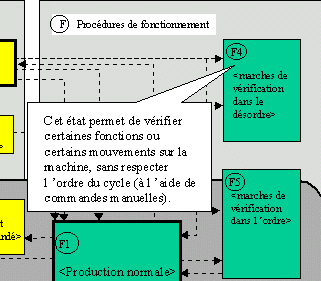 F Procédures de fonctionnement
F4
<marches de
vérification
dans le
désordre>
Cet état permet de vérifier
certaines fonctions ou
certains mouvements sur la
machine, sans respecter
l 'ordre du cycle (à l 'aide de
commandes manuelles).
>
F5
<marches de
vérification
dans l 'ordre>
t
ndé>
F1
<Production normale>